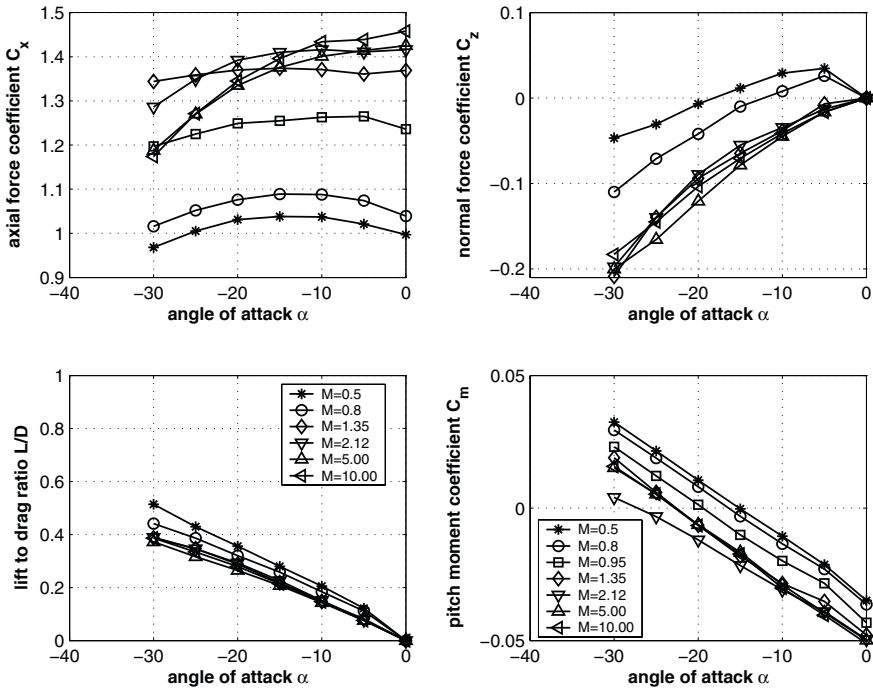 1.5
1.4
1.3
1.2
1.1
1
0.9
axial force coefficient Cx
−40 −30 −20 −10 0
angle of attack α
0.1
0
−0.1
−0.2
normal force coefficient Cz
−40 −30 −20 −10 0
angle of attack α
1
0.8
0.6
0.4
0.2
0
lift to drag ratio L/D
M=0.5
M=0.8
M=1.35
M=2.12
M=5.00
M=10.00
−40 −30 −20 −10 0
angle of attack α
0.05
0
−0.05
pitch moment coefficient Cm
M=0.5
M=0.8
M=0.95
M=1.35
M=2.12
M=5.00
M=10.00
−40 −30 −20 −10 0
angle of attack α